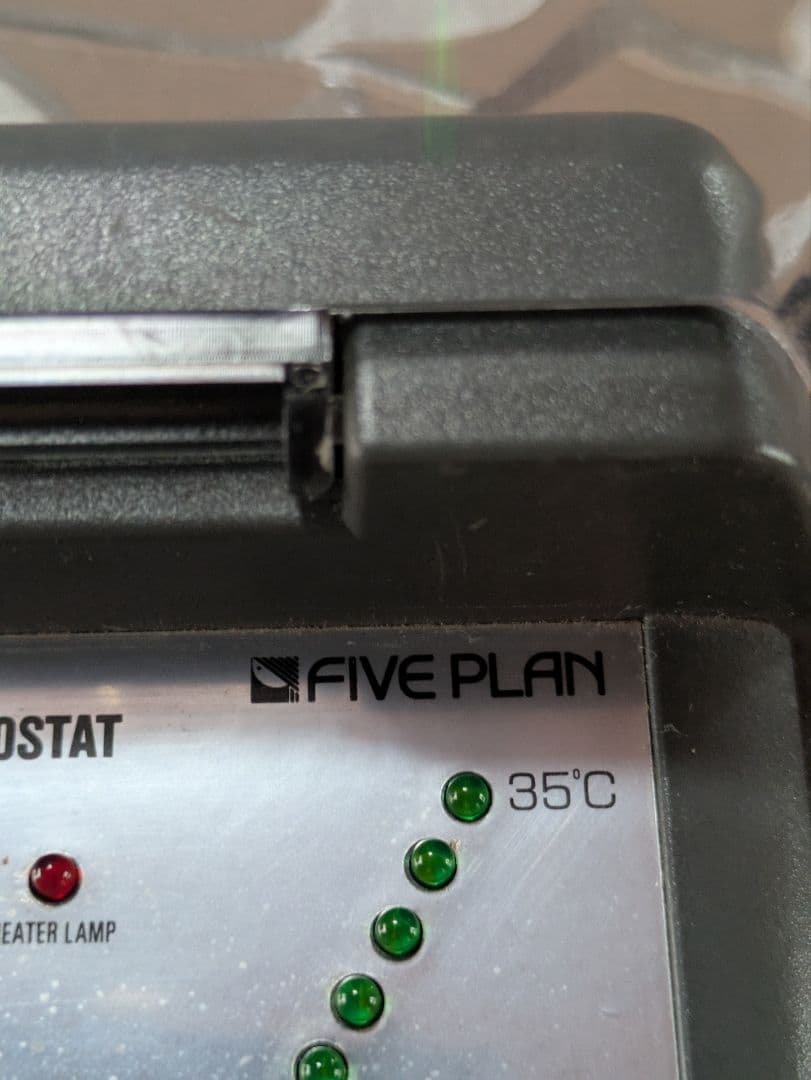 FIVE PLAN
OSTAT
35°C
EATER LAMP